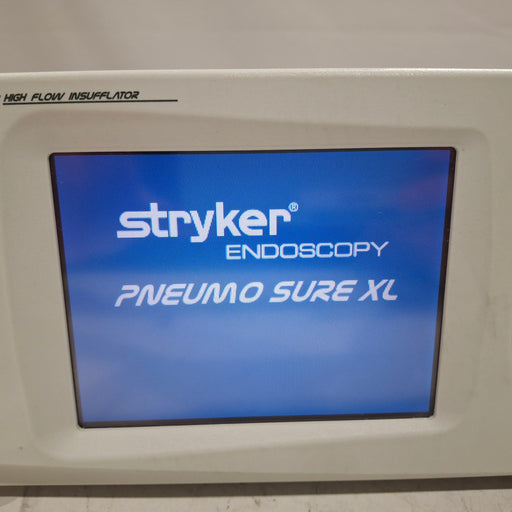 HIGH FLOW INSUFFLATOR
stryker®
ENDOSCOPY
PNEUMO SURE XL